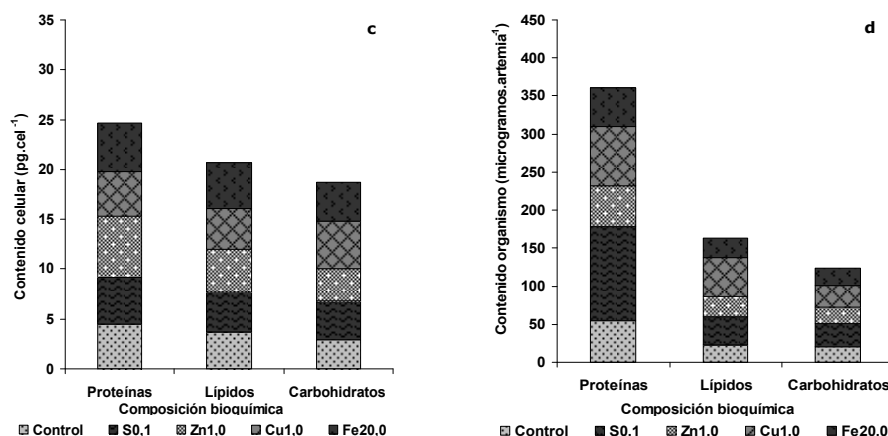 c
Contenido celular (pg.cel⁻¹)
35
30
25
20
15
10
5
0
Proteínas Lípidos Carbohidratos
Composición bioquímica
Control S0,1 Zn1,0 Cu1,0 Fe20,0
d
Contenido organismo (microgramos.artemia⁻¹)
450
400
350
300
250
200
150
100
50
0
Proteínas Lípidos Carbohidratos
Composición bioquímica
Control S0,1 Zn1,0 Cu1,0 Fe20,0